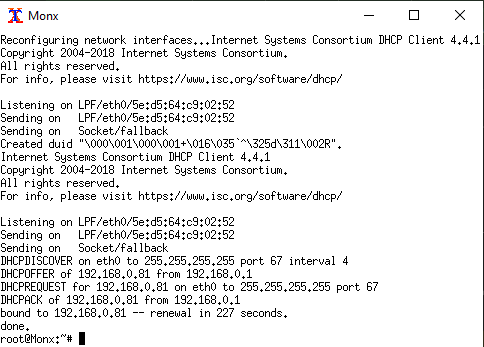 Monx
Reconfiguring network interfaces...Internet Systems Consortium DHCP Client 4.4.1
Copyright 2004-2018 Internet Systems Consortium.
All rights reserved.
For info, please visit https://www.isc.org/software/dhcp/

Listening on LPF/eth0/5e:d5:64:c9:02:52
Sending on   LPF/eth0/5e:d5:64:c9:02:52
Sending on   Socket/fallback
Created duid "\000\001\000\001+\016\035`^\325d\311\002R".
Internet Systems Consortium DHCP Client 4.4.1
Copyright 2004-2018 Internet Systems Consortium.
All rights reserved.
For info, please visit https://www.isc.org/software/dhcp/

Listening on LPF/eth0/5e:d5:64:c9:02:52
Sending on   LPF/eth0/5e:d5:64:c9:02:52
Sending on   Socket/fallback
DHCPDISCOVER on eth0 to 255.255.255.255 port 67 interval 4
DHCPOFFER of 192.168.0.81 from 192.168.0.1
DHCPREQUEST for 192.168.0.81 on eth0 to 255.255.255.255 port 67
DHCPACK of 192.168.0.81 from 192.168.0.1
bound to 192.168.0.81 -- renewal in 227 seconds.
done.
root@Monx:~#